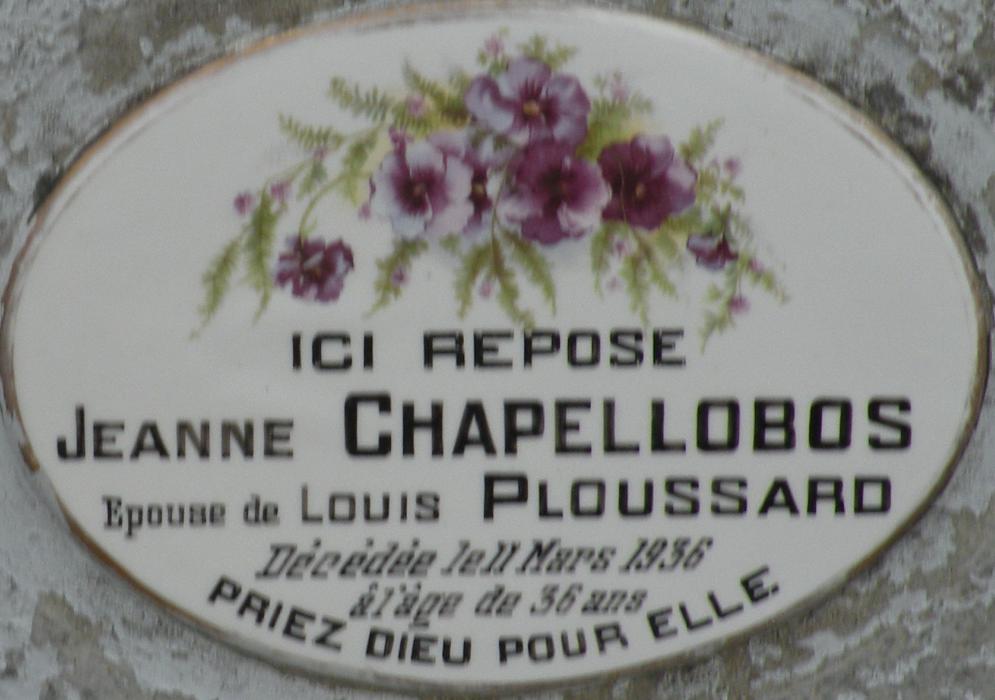 ICI REPOSE
JEANNE CHAPELLOBOS
Epouse de LOUIS PLOUSSARD
Décédée le 11 Mars 1936
à l'âge de 36 ans
PRIEZ DIEU POUR ELLE.